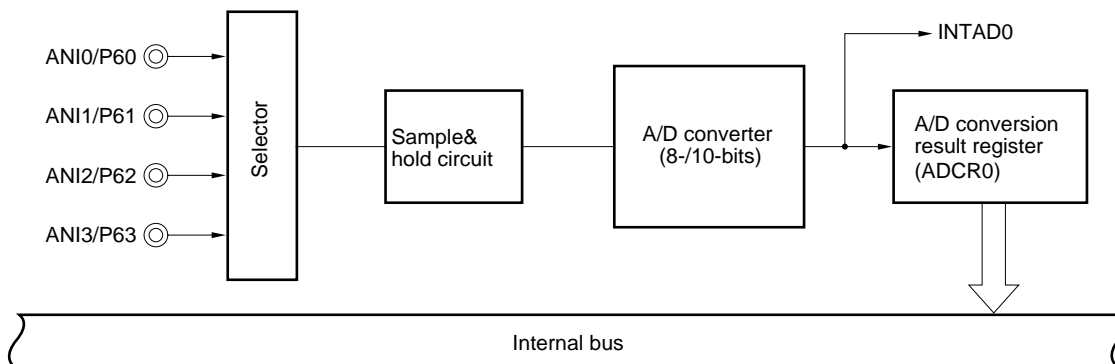 INTAD0
ANI0/P60
ANI1/P61
ANI2/P62
ANI3/P63
Selector
Sample&
hold circuit
A/D converter
(8-/10-bits)
A/D conversion
result register
(ADCR0)
Internal bus